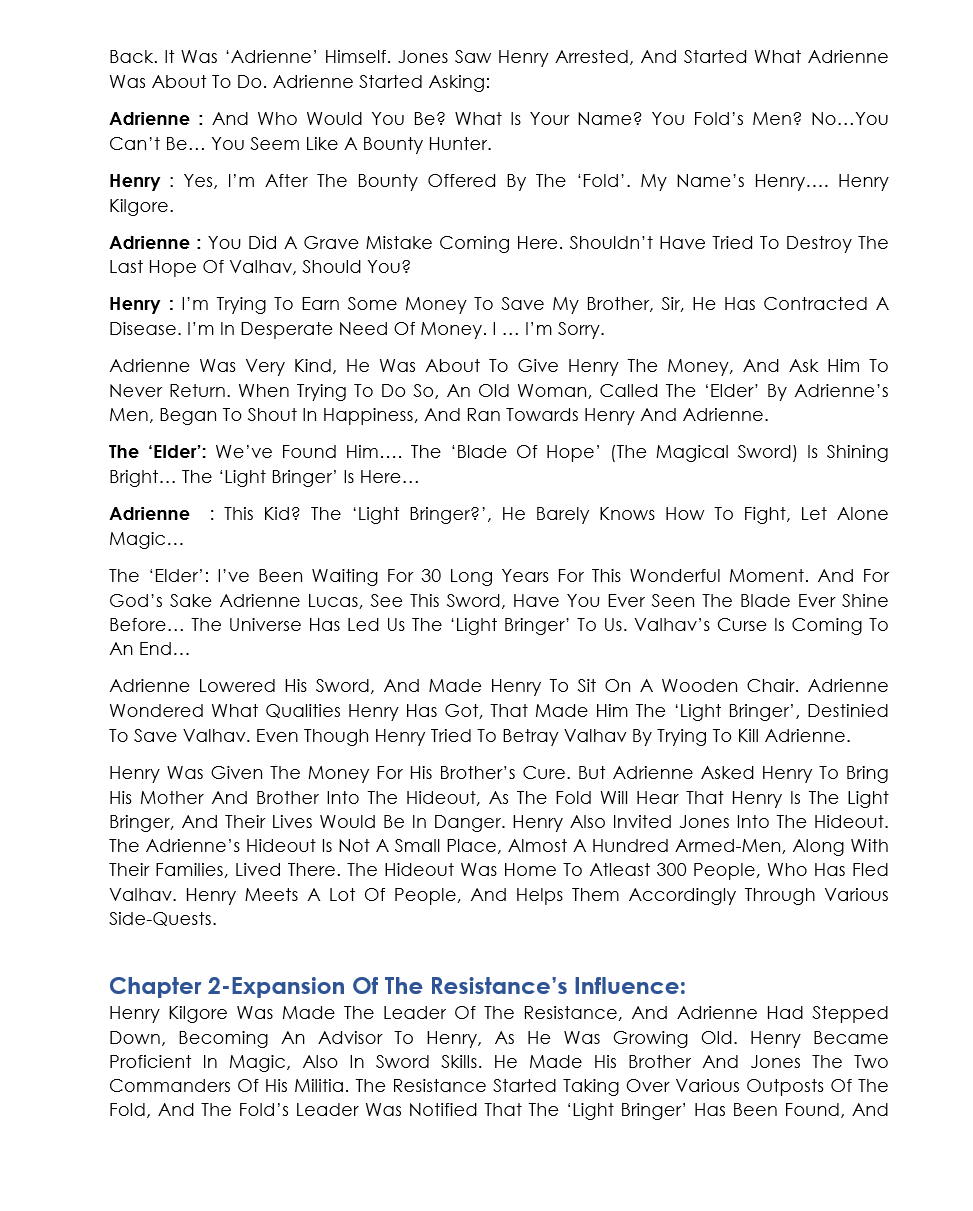 Back. It Was ‘Adrienne’ Himself. Jones Saw Henry Arrested, And Started What Adrienne
Was About To Do. Adrienne Started Asking:
Adrienne : And Who Would You Be? What Is Your Name? You Fold’s Men? No…You
Can’t Be… You Seem Like A Bounty Hunter.
Henry : Yes, I’m After The Bounty Offered By The ‘Fold’. My Name’s Henry…. Henry
Kilgore.
Adrienne : You Did A Grave Mistake Coming Here. Shouldn’t Have Tried To Destroy The
Last Hope Of Valhav, Should You?
Henry : I’m Trying To Earn Some Money To Save My Brother, Sir, He Has Contracted A
Disease. I’m In Desperate Need Of Money. I … I’m Sorry.
Adrienne Was Very Kind, He Was About To Give Henry The Money, And Ask Him To
Never Return. When Trying To Do So, An Old Woman, Called The ‘Elder’ By Adrienne’s
Men, Began To Shout In Happiness, And Ran Towards Henry And Adrienne.
The ‘Elder’: We’ve Found Him…. The ‘Blade Of Hope’ (The Magical Sword) Is Shining
Bright… The ‘Light Bringer’ Is Here…
Adrienne : This Kid? The ‘Light Bringer?’, He Barely Knows How To Fight, Let Alone
Magic…
The ‘Elder’: I’ve Been Waiting For 30 Long Years For This Wonderful Moment. And For
God’s Sake Adrienne Lucas, See This Sword, Have You Ever Seen The Blade Ever Shine
Before… The Universe Has Led Us The ‘Light Bringer’ To Us. Valhav’s Curse Is Coming To
An End…
Adrienne Lowered His Sword, And Made Henry To Sit On A Wooden Chair. Adrienne
Wondered What Qualities Henry Has Got, That Made Him The ‘Light Bringer’, Destinied
To Save Valhav. Even Though Henry Tried To Betray Valhav By Trying To Kill Adrienne.
Henry Was Given The Money For His Brother’s Cure. But Adrienne Asked Henry To Bring
His Mother And Brother Into The Hideout, As The Fold Will Hear That Henry Is The Light
Bringer, And Their Lives Would Be In Danger. Henry Also Invited Jones Into The Hideout.
The Adrienne’s Hideout Is Not A Small Place, Almost A Hundred Armed-Men, Along With
Their Families, Lived There. The Hideout Was Home To Atleast 300 People, Who Has Fled
Valhav. Henry Meets A Lot Of People, And Helps Them Accordingly Through Various
Side-Quests.
Chapter 2-Expansion Of The Resistance’s Influence:
Henry Kilgore Was Made The Leader Of The Resistance, And Adrienne Had Stepped
Down, Becoming An Advisor To Henry, As He Was Growing Old. Henry Became
Proficient In Magic, Also In Sword Skills. He Made His Brother And Jones The Two
Commanders Of His Militia. The Resistance Started Taking Over Various Outposts Of The
Fold, And The Fold’s Leader Was Notified That The ‘Light Bringer’ Has Been Found, And